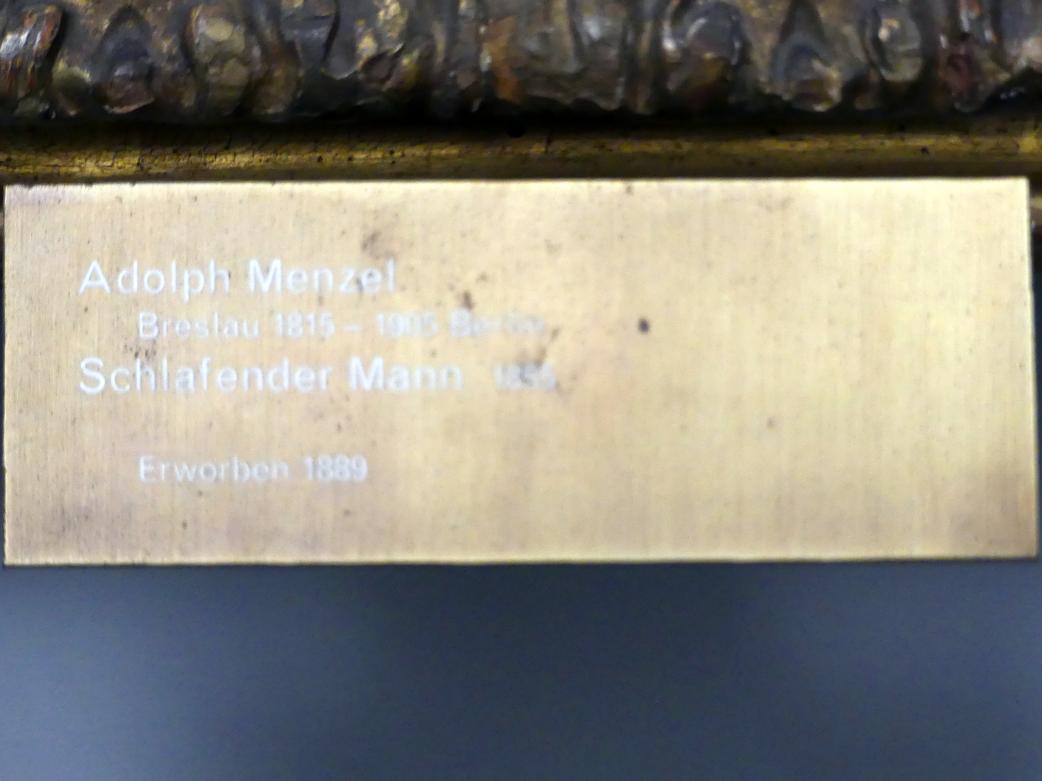 Adolph Menzel
Breslau 1815 – 1905 Berlin
Schlafender Mann
Erworben 1889